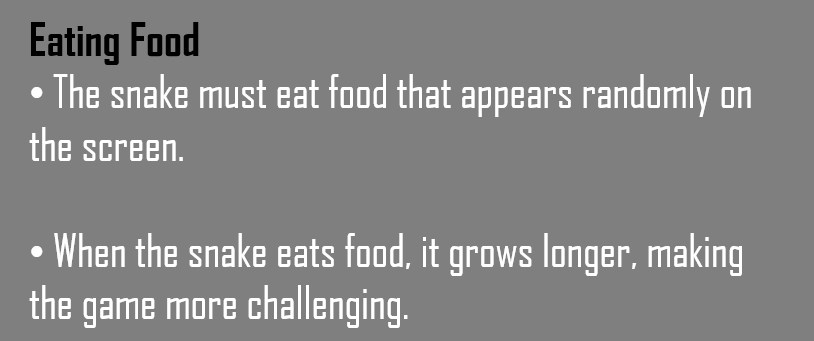 Eating Food
• The snake must eat food that appears randomly on
the screen.
• When the snake eats food, it grows longer, making
the game more challenging.